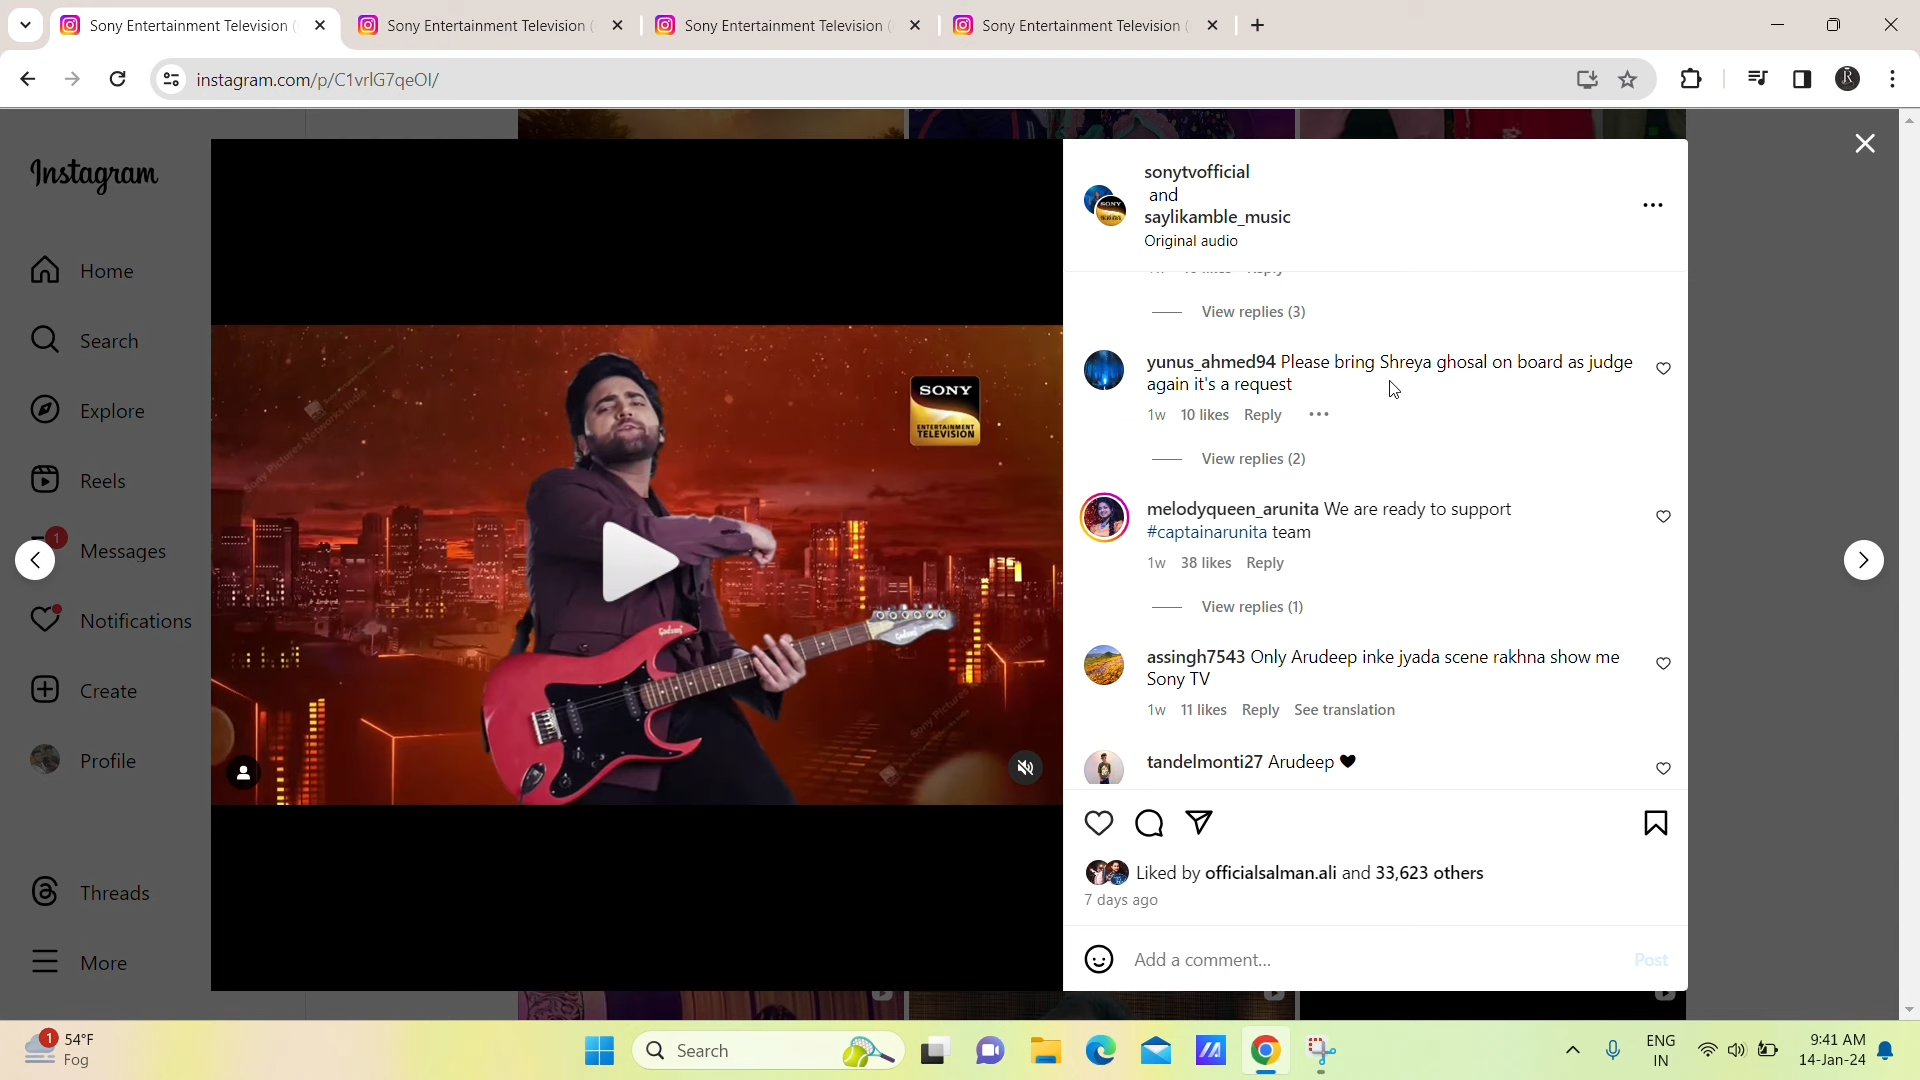 Sony Entertainment Television (
Sony Entertainment Television (
Sony Entertainment Television (
Sony Entertainment Television (
instagram.com/p/C1vrlG7qeOI/
Instagram
Home
Search
Explore
Reels
1
Messages
Notifications
Create
Profile
Threads
More
SONY
ENTERTAINMENT
TELEVISION
Godson
Sony Pictures Networks India
sonytvofficial
and
saylikamble_music
Original audio
View replies (3)
yunus_ahmed94 Please bring Shreya ghosal on board as judge
again it's a request
1w 10 likes Reply
View replies (2)
melodyqueen_arunita We are ready to support
#captainarunita team
1w 38 likes Reply
View replies (1)
assingh7543 Only Arudeep inke jyada scene rakhna show me
Sony TV
1w 11 likes Reply See translation
tandelmonti27 Arudeep 🖤
Liked by officialsalman.ali and 33,623 others
7 days ago
Add a comment...
Post
1
54°F
Fog
Search
ENG
IN
9:41 AM
14-Jan-24